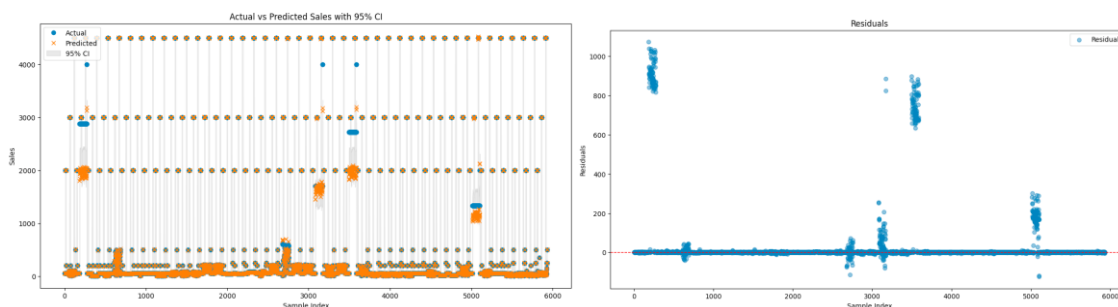 Actual vs Predicted Sales with 95% CI
Actual
Predicted
95% CI
4000
3000
2000
1000
0
Sales
0
1000
2000
3000
4000
5000
6000
Sample Index
Residuals
Residual
1000
800
600
400
200
0
Residuals
0
1000
2000
3000
4000
5000
6000
Sample Index